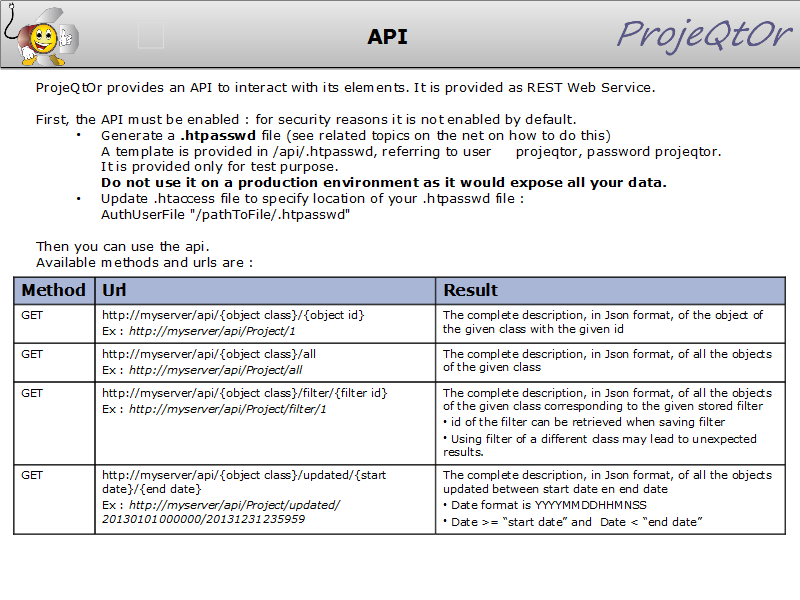 API
ProjeQtOr
ProjeQtOr provides an API to interact with its elements. It is provided as REST Web Service.
First, the API must be enabled : for security reasons it is not enabled by default.
• Generate a .htpasswd file (see related topics on the net on how to do this)
A template is provided in /api/.htpasswd, referring to user projeqtor, password projeqtor.
It is provided only for test purpose.
Do not use it on a production environment as it would expose all your data.
• Update .htaccess file to specify location of your .htpasswd file :
AuthUserFile "/pathToFile/.htpasswd"
Then you can use the api.
Available methods and urls are :
Method Url Result
GET http://myserver/api/{object class}/{object id} The complete description, in Json format, of the object of
Ex : http://myserver/api/Project/1 the given class with the given id
GET http://myserver/api/{object class}/all The complete description, in Json format, of all the objects
Ex : http://myserver/api/Project/all of the given class
GET http://myserver/api/{object class}/filter/{filter id} The complete description, in Json format, of all the objects
Ex : http://myserver/api/Project/filter/1 of the given class corresponding to the given stored filter
• id of the filter can be retrieved when saving filter
• Using filter of a different class may lead to unexpected
results.
GET http://myserver/api/{object class}/updated/{start The complete description, in Json format, of all the objects
date}/{end date} updated between start date en end date
Ex : http://myserver/api/Project/updated/ • Date format is YYYYMMDDHHMNSS
20130101000000/20131231235959 • Date >= “start date” and Date < “end date”